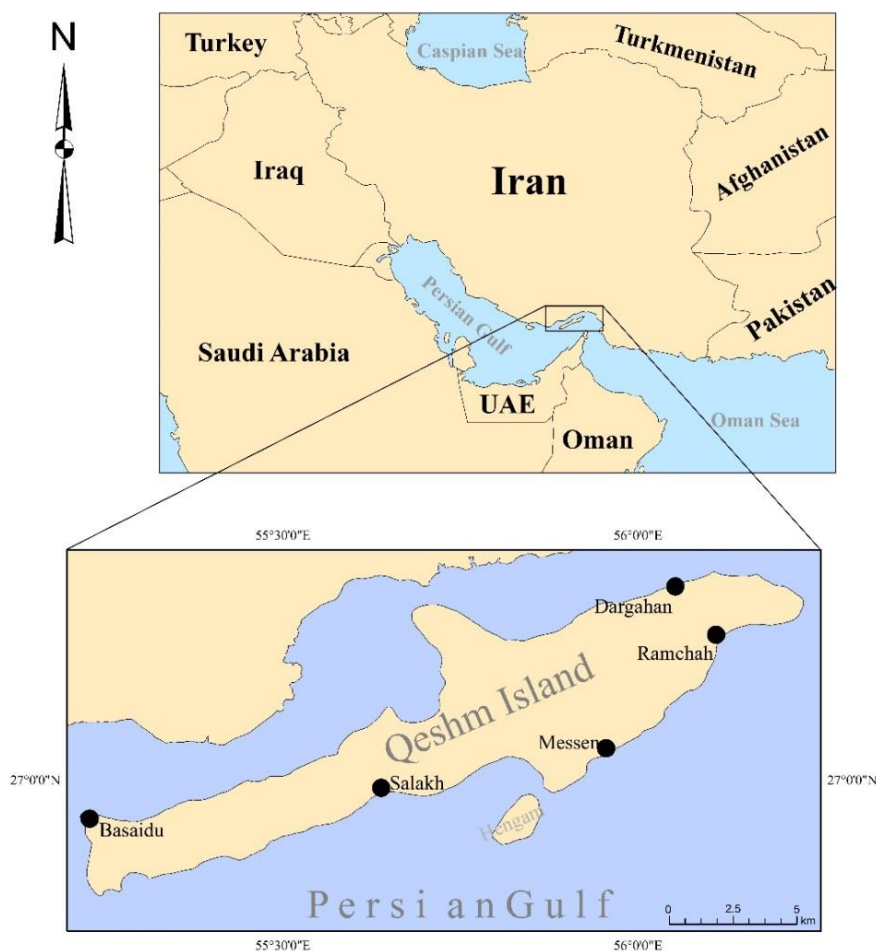 N
Turkey
Caspian Sea
Turkmenistan
Iraq
Iran
Afghanistan
Persian Gulf
Pakistan
Saudi Arabia
UAE
Oman
Oman Sea
55°30'0"E
56°0'0"E
Dargahan
Ramchah
Qeshm Island
Messen
27°0'0"N
27°0'0"N
Salakh
Hengam
Basaidu
Persian Gulf
0 2.5 5
km
55°30'0"E
56°0'0"E